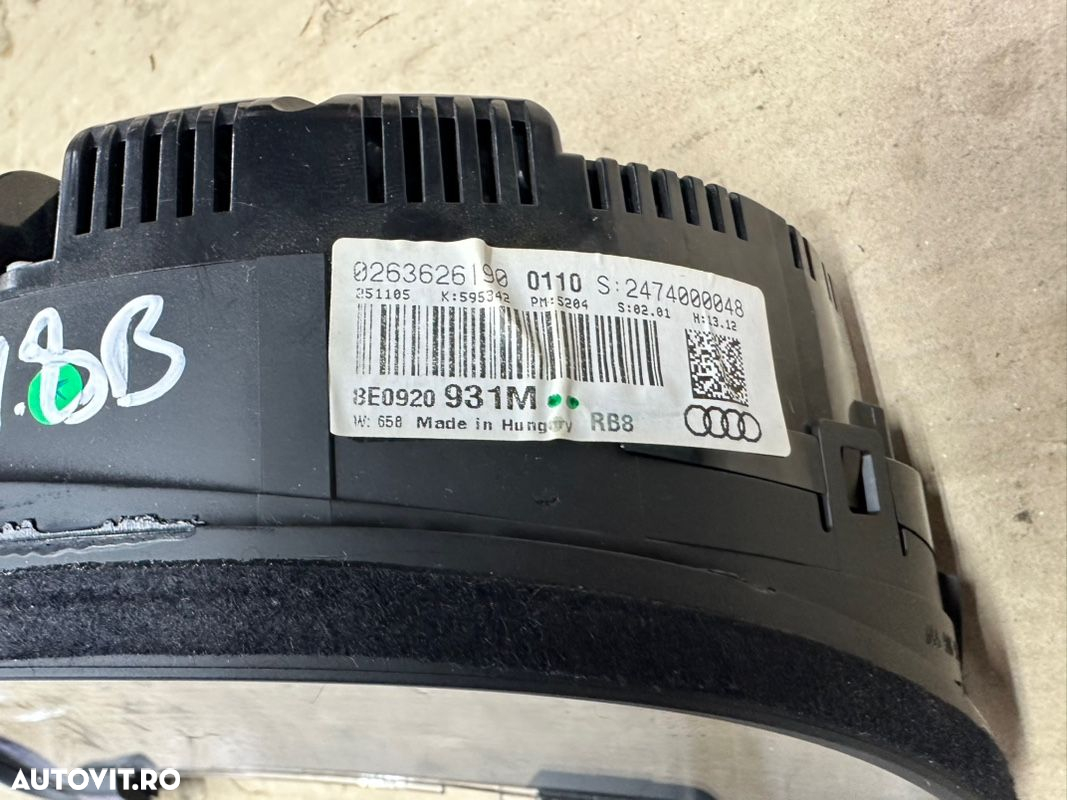 0263626190 0110 S:2474000048
251105 K:595342 PM:5204 S:02.01 H:13.12
8E0920 931M
W: 658 Made in Hungary RB8
1.8B
AUTOVIT.RO